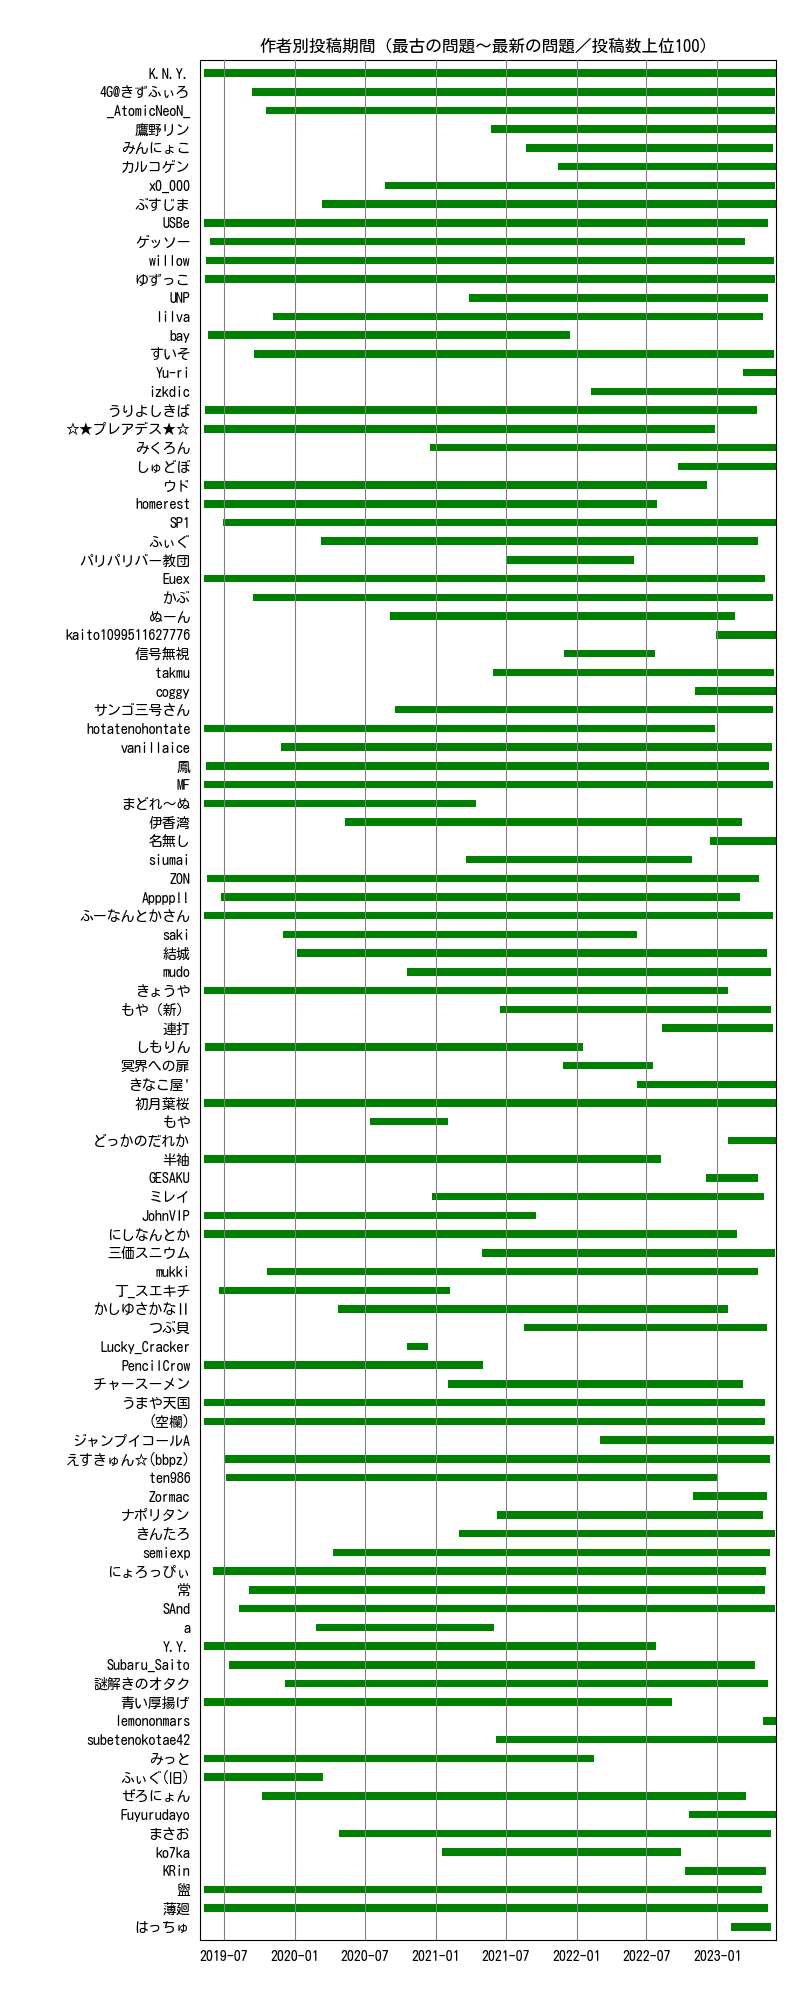 作者別投稿期間（最古の問題～最新の問題／投稿数上位100）
K.N.Y.
4G@きずふぃろ
_AtomicNeoN_
鷹野リン
みんにょこ
カルコゲン
x0_000
ぷすじま
USBe
ゲッソー
willow
ゆずっこ
UNP
lilva
bay
すいそ
Yu-ri
izkdic
うりよしきば
☆★プレアデス★☆
みくろん
しゅどぼ
ウド
homerest
SP1
ふぃぐ
パリパリバー教団
Euex
かぶ
ぬーん
kaito1099511627776
信号無視
takmu
coggy
サンゴ三号さん
hotatenohontate
vanillaice
鳳
MF
まどれ～ぬ
伊香湾
名無し
siumai
ZON
Appppll
ふーなんとかさん
saki
結城
mudo
きょうや
もや（新）
連打
しもりん
冥界への扉
きなこ屋'
初月葉桜
もや
どっかのだれか
半袖
GESAKU
ミレイ
JohnVIP
にしなんとか
三価スニウム
mukki
丁_スエキチ
かしゆさかなⅡ
つぶ貝
Lucky_Cracker
PencilCrow
チャースーメン
うまや天国
(空欄)
ジャンプイコールA
えすきゅん☆(bbpz)
ten986
Zormac
ナポリタン
きんたろ
semiexp
にょろっぴぃ
常
SAnd
a
Y.Y.
Subaru_Saito
謎解きのオタク
青い厚揚げ
lemononmars
subetenokotae42
みっと
ふぃぐ(旧)
ぜろにょん
Fuyurudayo
まさお
ko7ka
KRin
盥
薄廻
はっちゅ
2019-07 2020-01 2020-07 2021-01 2021-07 2022-01 2022-07 2023-01